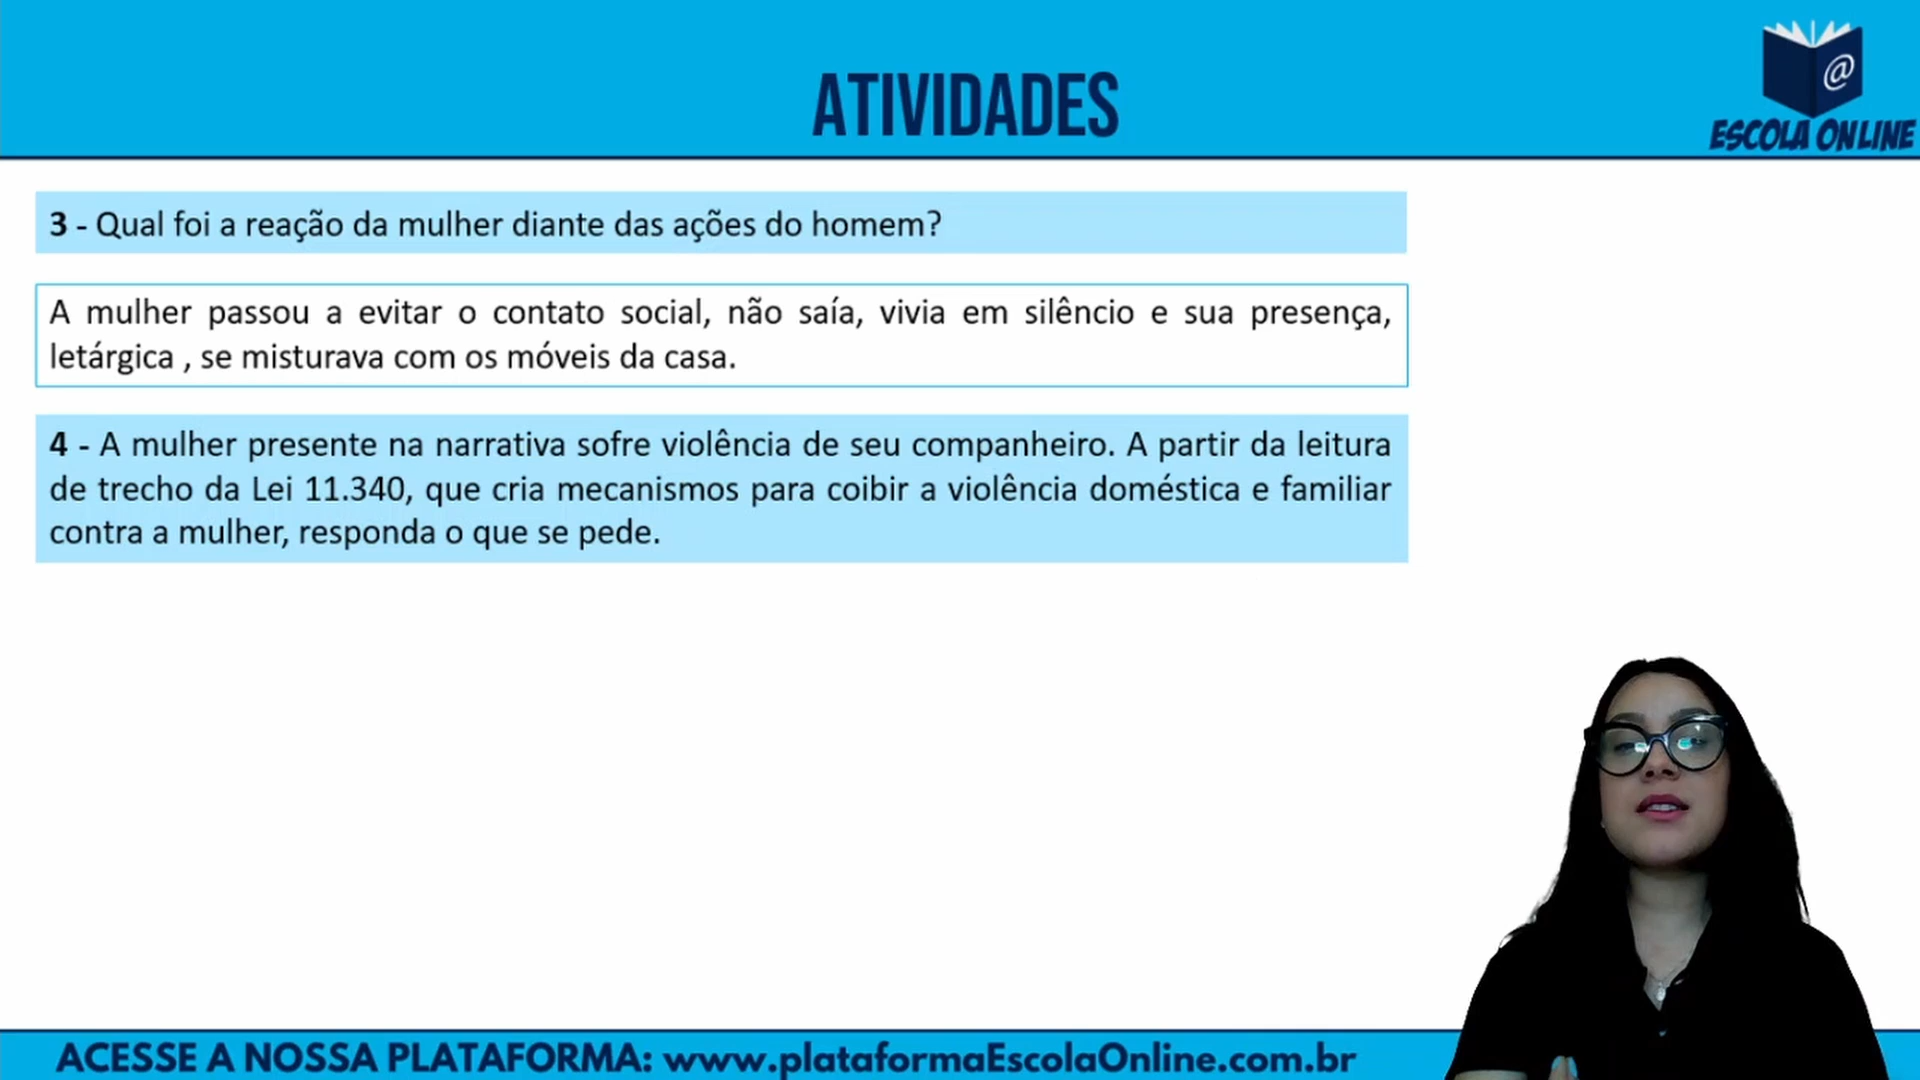 ATIVIDADES
@
ESCOLA ONLINE
3 - Qual foi a reação da mulher diante das ações do homem?
A mulher passou a evitar o contato social, não saía, vivia em silêncio e sua presença,
letárgica , se misturava com os móveis da casa.
4 - A mulher presente na narrativa sofre violência de seu companheiro. A partir da leitura
de trecho da Lei 11.340, que cria mecanismos para coibir a violência doméstica e familiar
contra a mulher, responda o que se pede.
ACESSE A NOSSA PLATAFORMA: www.plataformaEscolaOnline.com.br